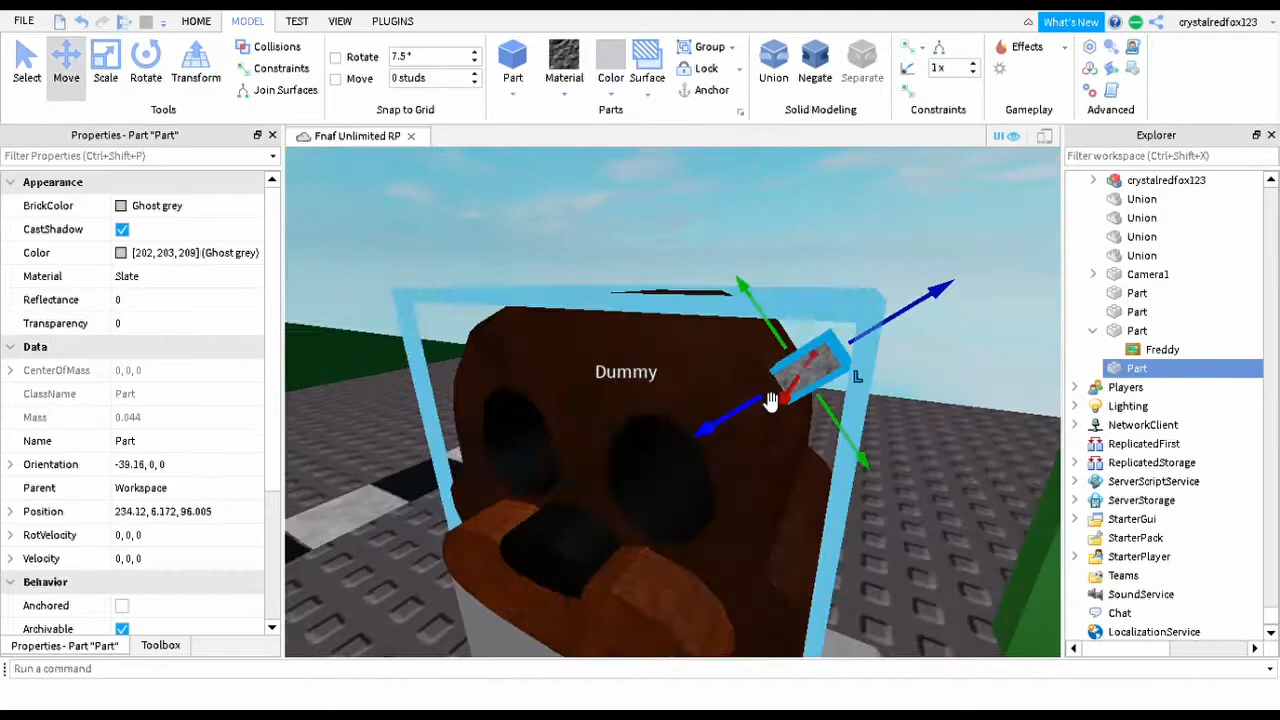 FILE HOME MODEL TEST VIEW PLUGINS What's New crystalredfox123
Select Move Scale Rotate Transform
Collisions
Constraints
Join Surfaces
Rotate 7.5°
Move 0 studs
Part Material Color Surface
Group
Lock
Anchor
Union Negate Separate
1x
Effects
Tools Snap to Grid Parts Solid Modeling Constraints Gameplay Advanced
Properties - Part "Part"
Filter Properties (Ctrl+Shift+P)
Appearance
BrickColor Ghost grey
CastShadow
Color [202, 203, 209] (Ghost grey)
Material Slate
Reflectance 0
Transparency 0
Data
CenterOfMass 0, 0, 0
ClassName Part
Mass 0.044
Name Part
Orientation -39.16, 0, 0
Parent Workspace
Position 234.12, 6.172, 96.005
RotVelocity 0, 0, 0
Velocity 0, 0, 0
Behavior
Anchored
Archivable
Properties - Part "Part" Toolbox
Run a command
Fnaf Unlimited RP
UI
Dummy
L
Explorer
Filter workspace (Ctrl+Shift+X)
crystalredfox123
Union
Union
Union
Union
Camera1
Part
Part
Part
Freddy
Part
Players
Lighting
NetworkClient
ReplicatedFirst
ReplicatedStorage
ServerScriptService
ServerStorage
StarterGui
StarterPack
StarterPlayer
Teams
SoundService
Chat
LocalizationService